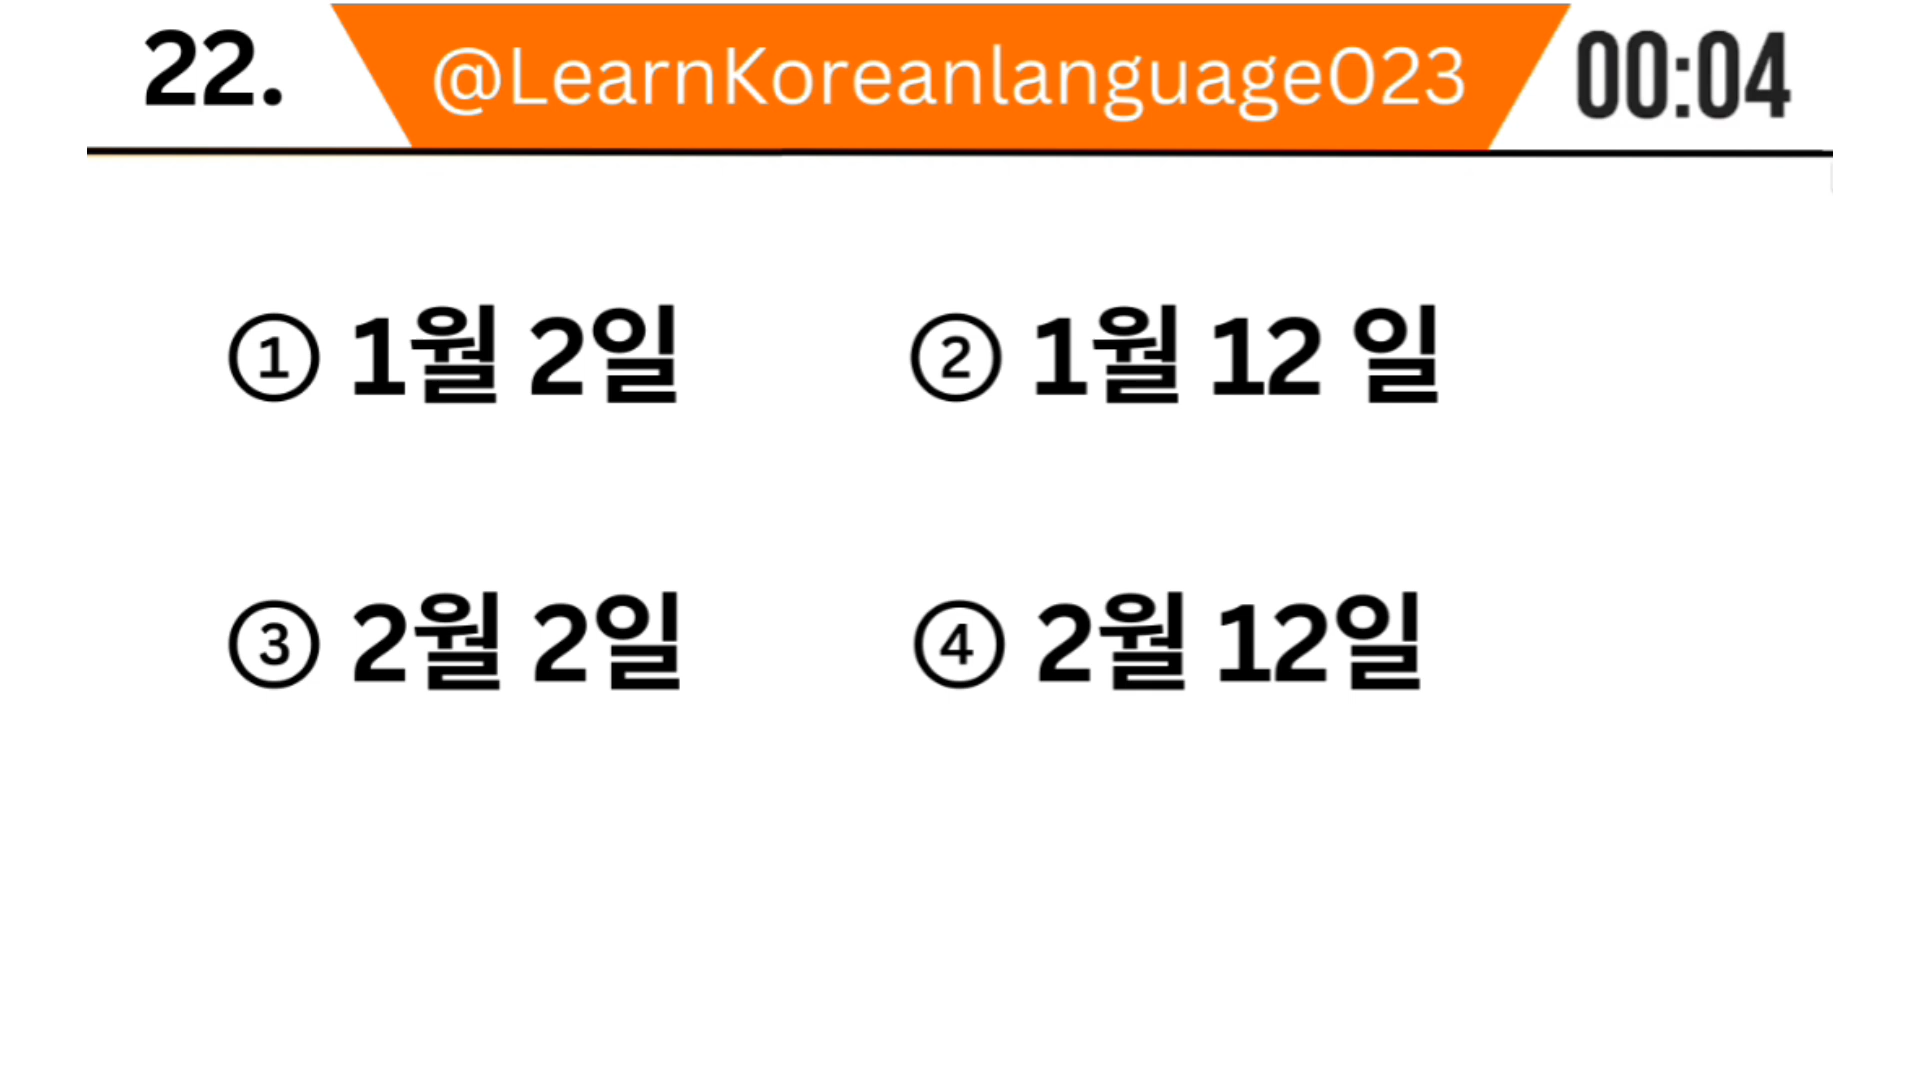 22. @LearnKoreanlanguage023 00:04
① 1월 2일 ② 1월 12 일
③ 2월 2일 ④ 2월 12일